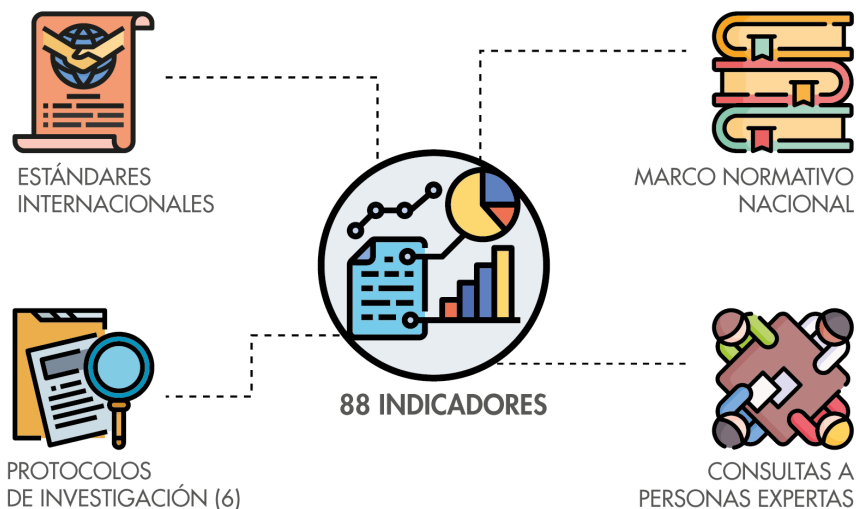 ESTÁNDARES
INTERNACIONALES
MARCO NORMATIVO
NACIONAL
88 INDICADORES
PROTOCOLOS
DE INVESTIGACIÓN (6)
CONSULTAS A
PERSONAS EXPERTAS